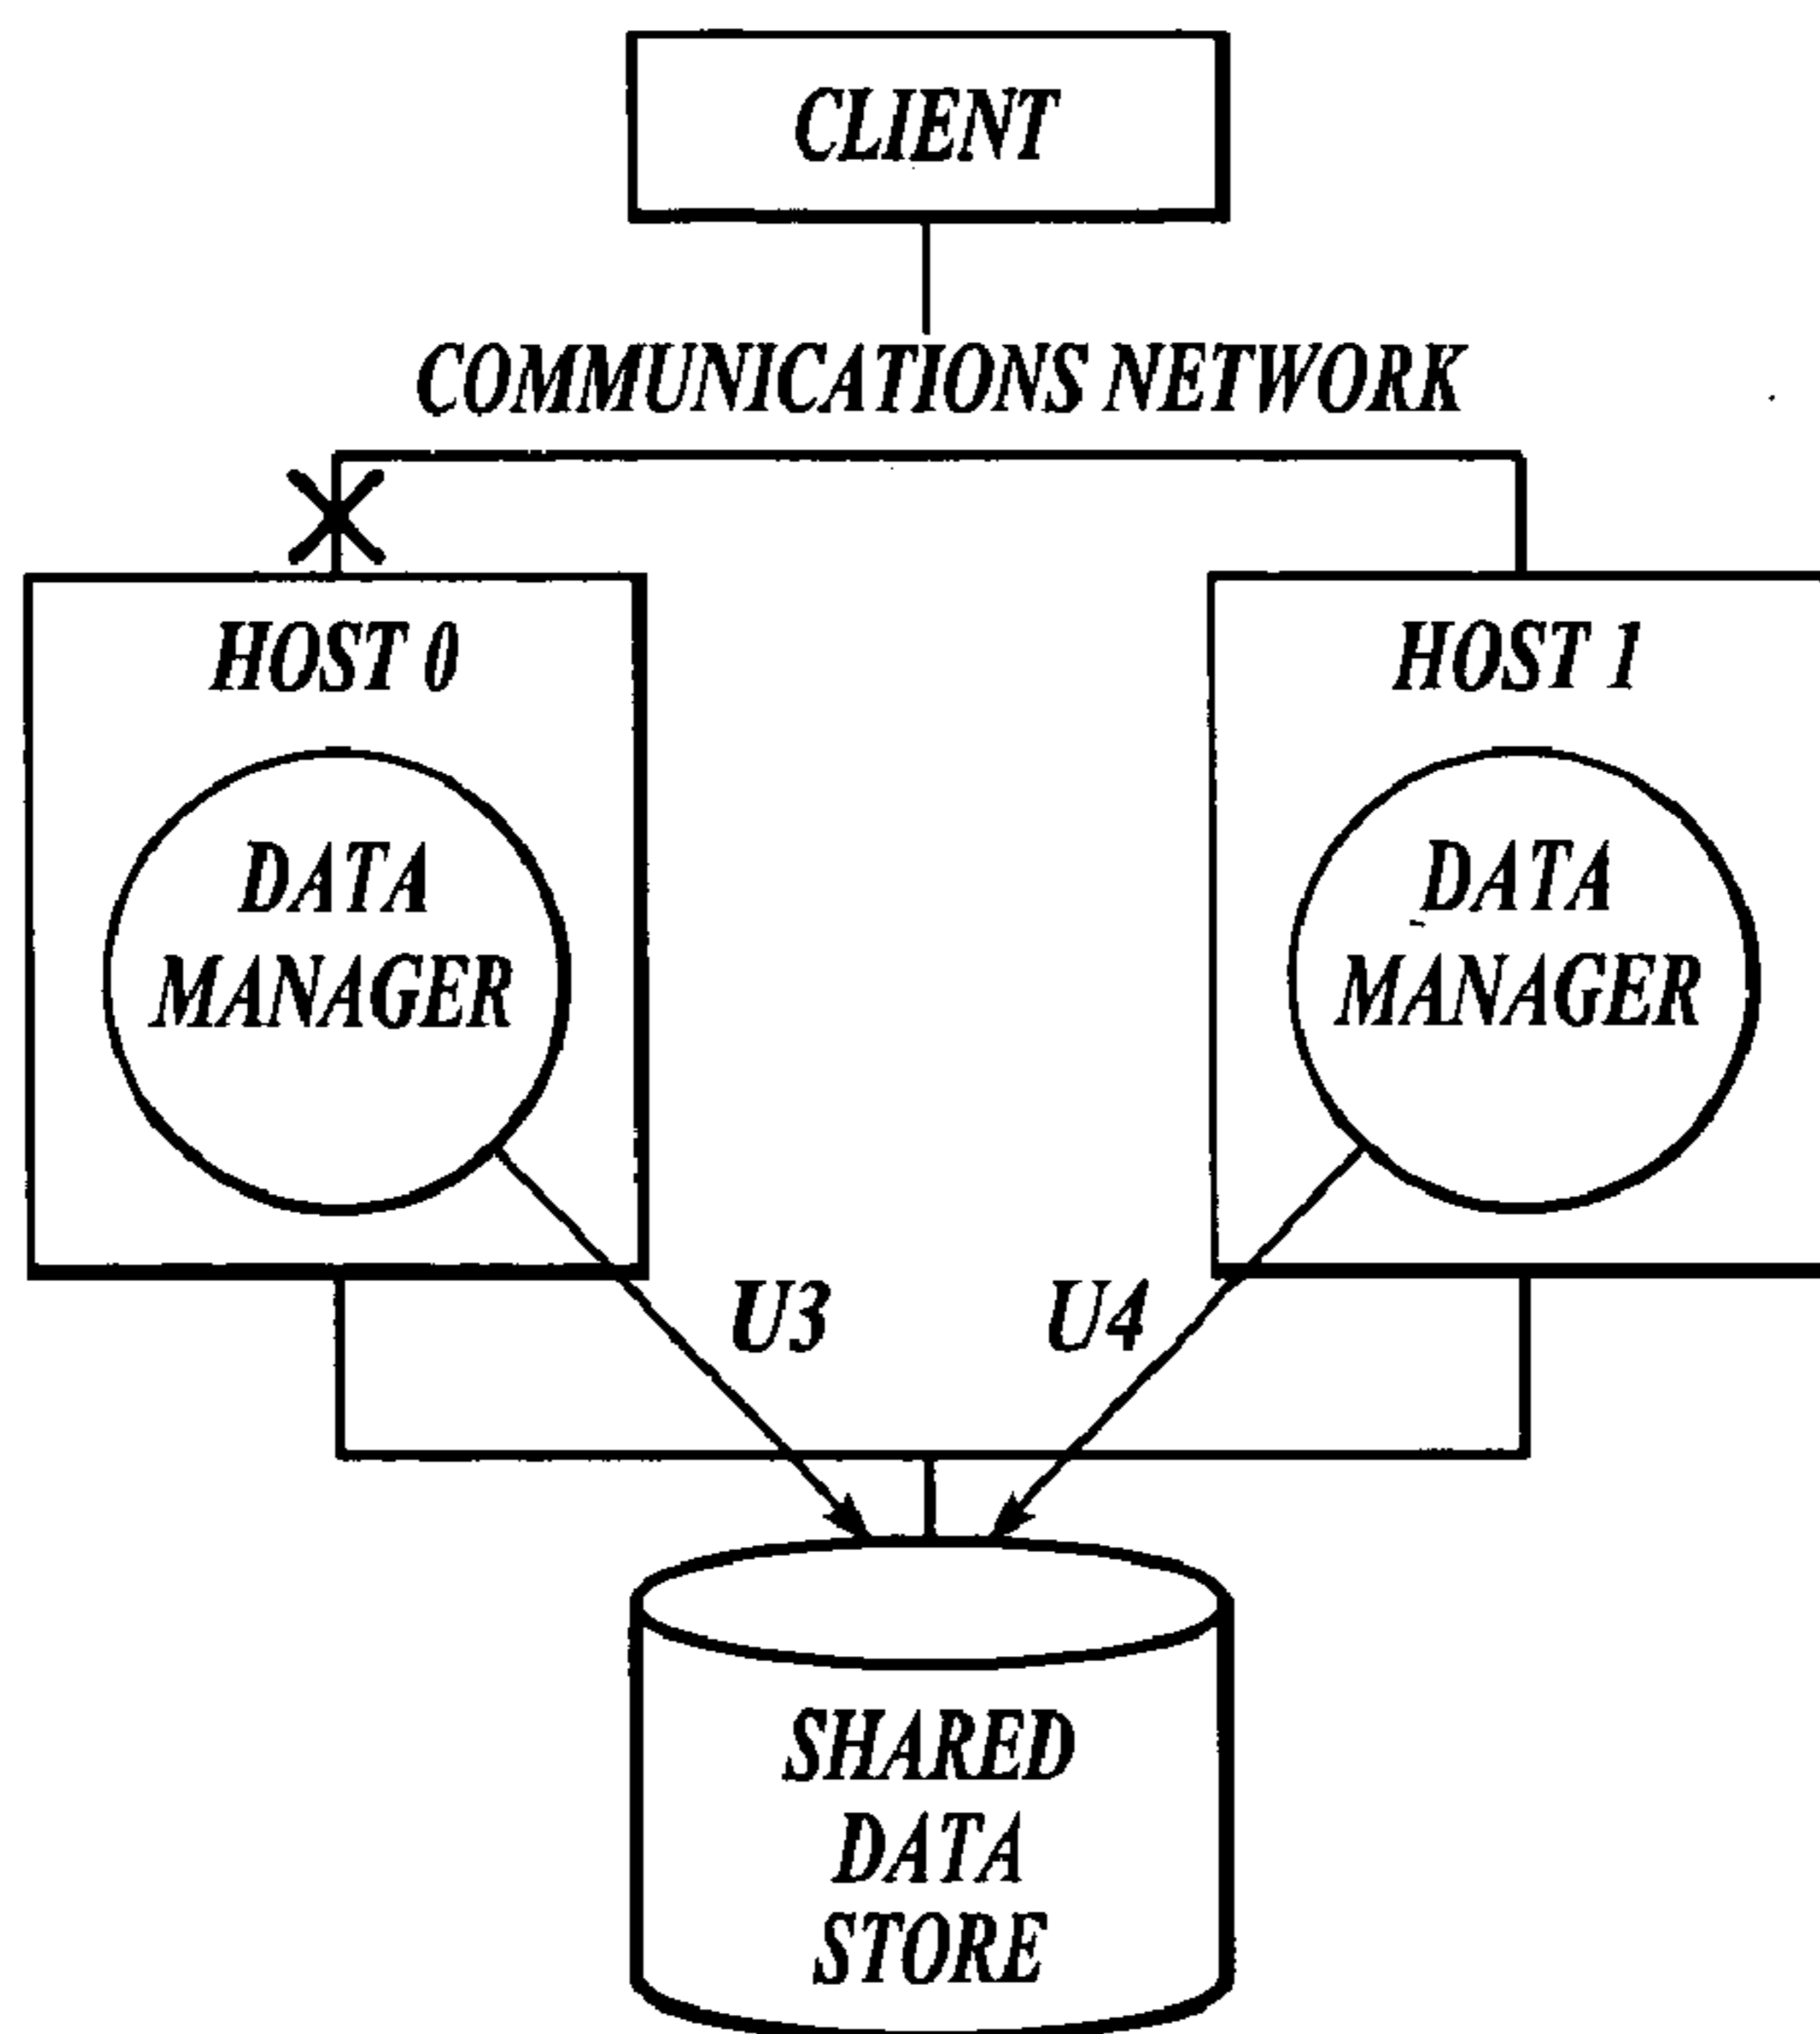 CLIENT
COMMUNICATIONS NETWORK
HOST 0
HOST 1
DATA
MANAGER
DATA
MANAGER
U3
U4
SHARED
DATA
STORE